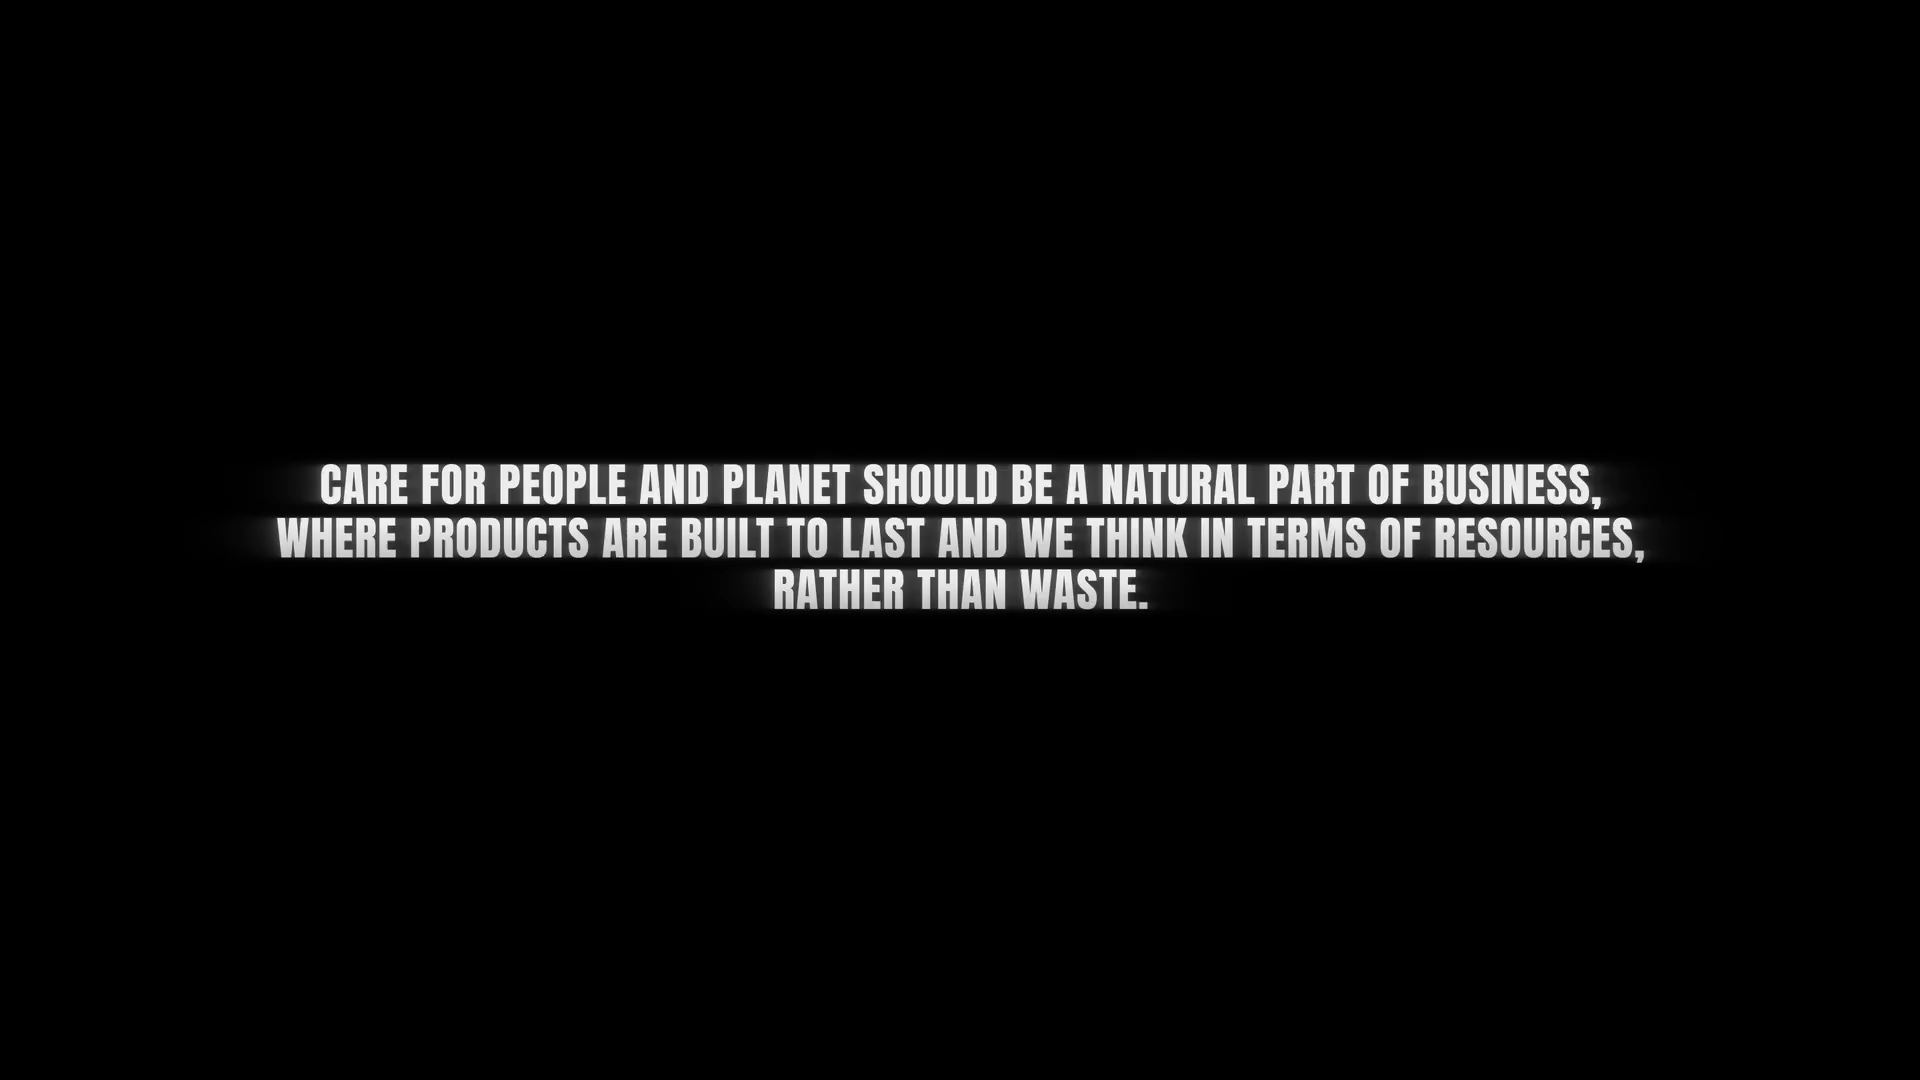 CARE FOR PEOPLE AND PLANET SHOULD BE A NATURAL PART OF BUSINESS,
WHERE PRODUCTS ARE BUILT TO LAST AND WE THINK IN TERMS OF RESOURCES,
RATHER THAN WASTE.